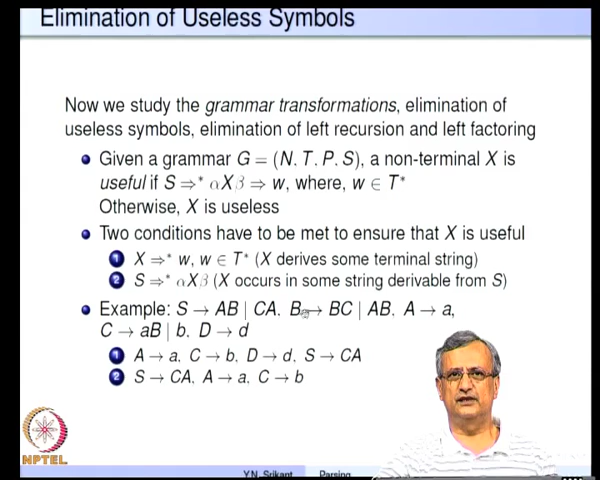 Elimination of Useless Symbols
Now we study the grammar transformations, elimination of
useless symbols, elimination of left recursion and left factoring
Given a grammar G = (N, T, P, S), a non-terminal X is
useful if S ⇒* αXβ ⇒ w, where, w ∈ T*
Otherwise, X is useless
Two conditions have to be met to ensure that X is useful
1 X ⇒* w, w ∈ T* (X derives some terminal string)
2 S ⇒* αXβ (X occurs in some string derivable from S)
Example: S → AB | CA, B → BC | AB, A → a,
C → aB | b, D → d
1 A → a, C → b, D → d, S → CA
2 S → CA, A → a, C → b
NPTEL
Y.N. Srikant Parsing